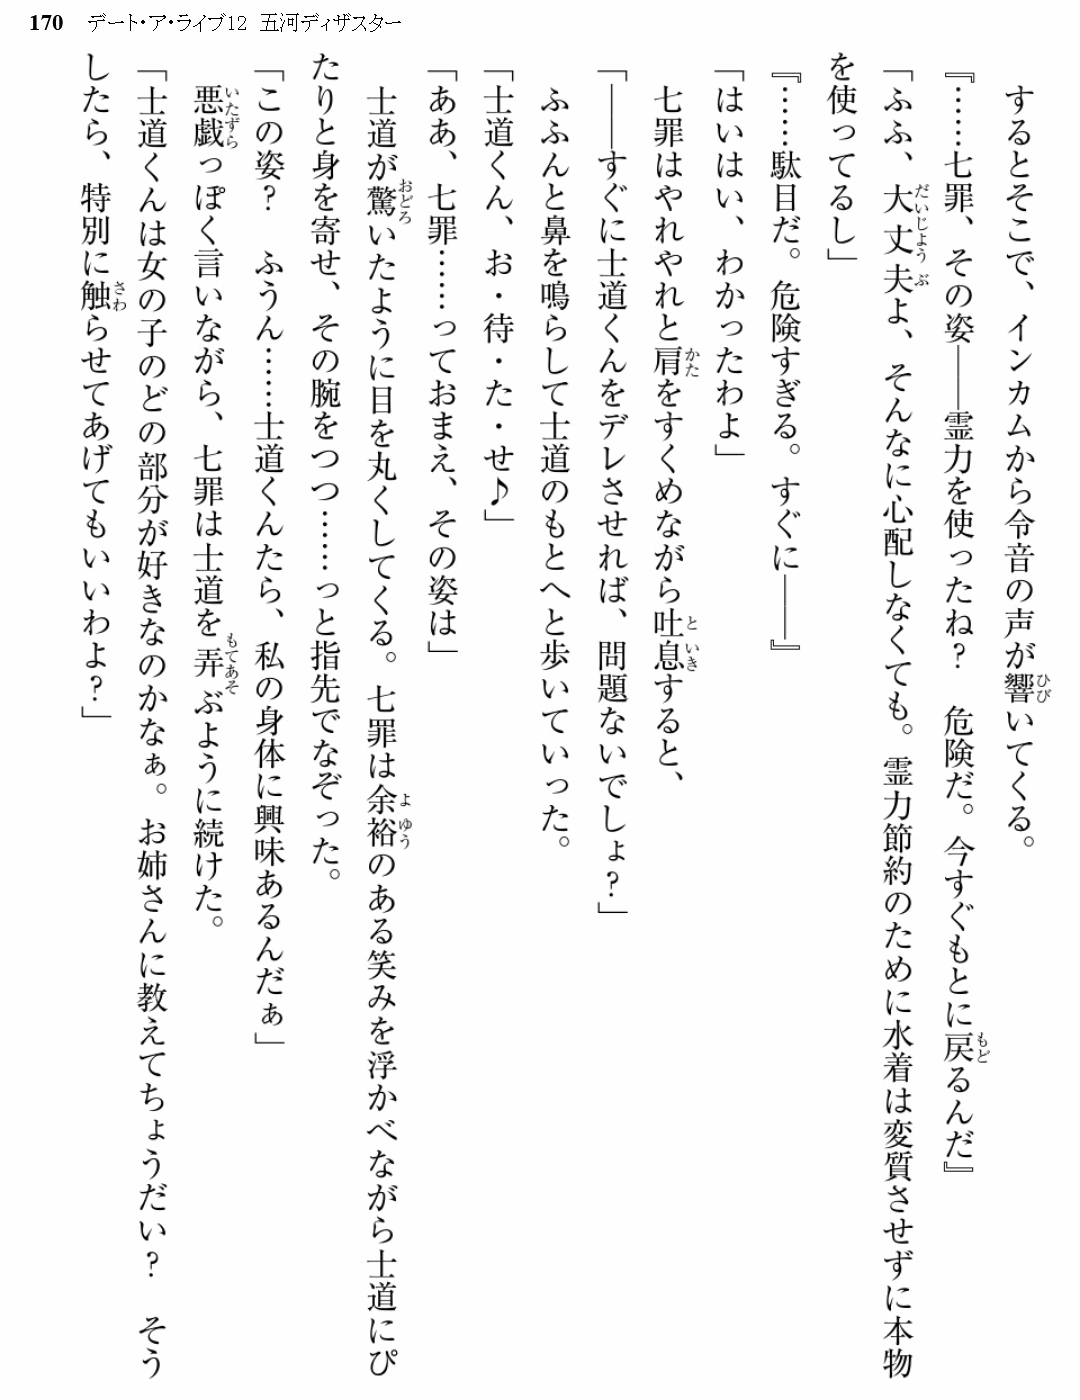 170 デート・ア・ライブ12 五河ディザスター
　するとそこで、インカムから令音の声が響いてくる。
『……七罪、その姿――霊力を使ったね？　危険だ。今すぐもとに戻るんだ』
「ふふ、大丈夫よ、そんなに心配しなくても。霊力節約のために水着は変質させずに本物
を使ってるし」
『……駄目だ。危険すぎる。すぐに――』
「はいはい、わかったわよ」
　七罪はやれやれと肩をすくめながら吐息すると、
「――すぐに士道くんをデレさせれば、問題ないでしょ？」
　ふふんと鼻を鳴らして士道のもとへと歩いていった。
「士道くん、お・待・た・せ♪」
「ああ、七罪……っておまえ、その姿は」
　士道が驚いたように目を丸くしてくる。七罪は余裕のある笑みを浮かべながら士道にぴ
たりと身を寄せ、その腕をつつ……っと指先でなぞった。
「この姿？　ふうん……士道くんたら、私の身体に興味あるんだぁ」
　悪戯っぽく言いながら、七罪は士道を弄ぶように続けた。
「士道くんは女の子のどの部分が好きなのかなぁ。お姉さんに教えてちょうだい？　そう
したら、特別に触らせてあげてもいいわよ？」